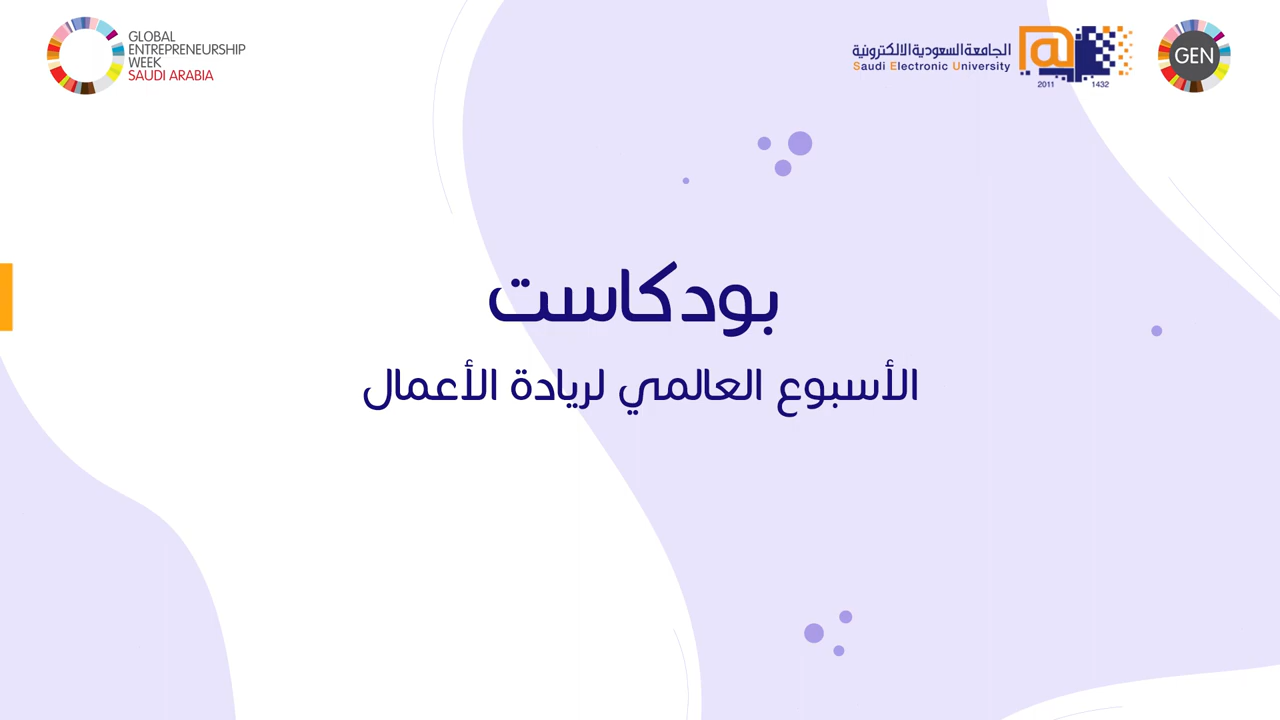 GLOBAL
ENTREPRENEURSHIP
WEEK
SAUDI ARABIA
الجامعة السعودية الالكترونية
Saudi Electronic University
2011 1432
GEN
بودكاست
الأسبوع العالمي لريادة الأعمال